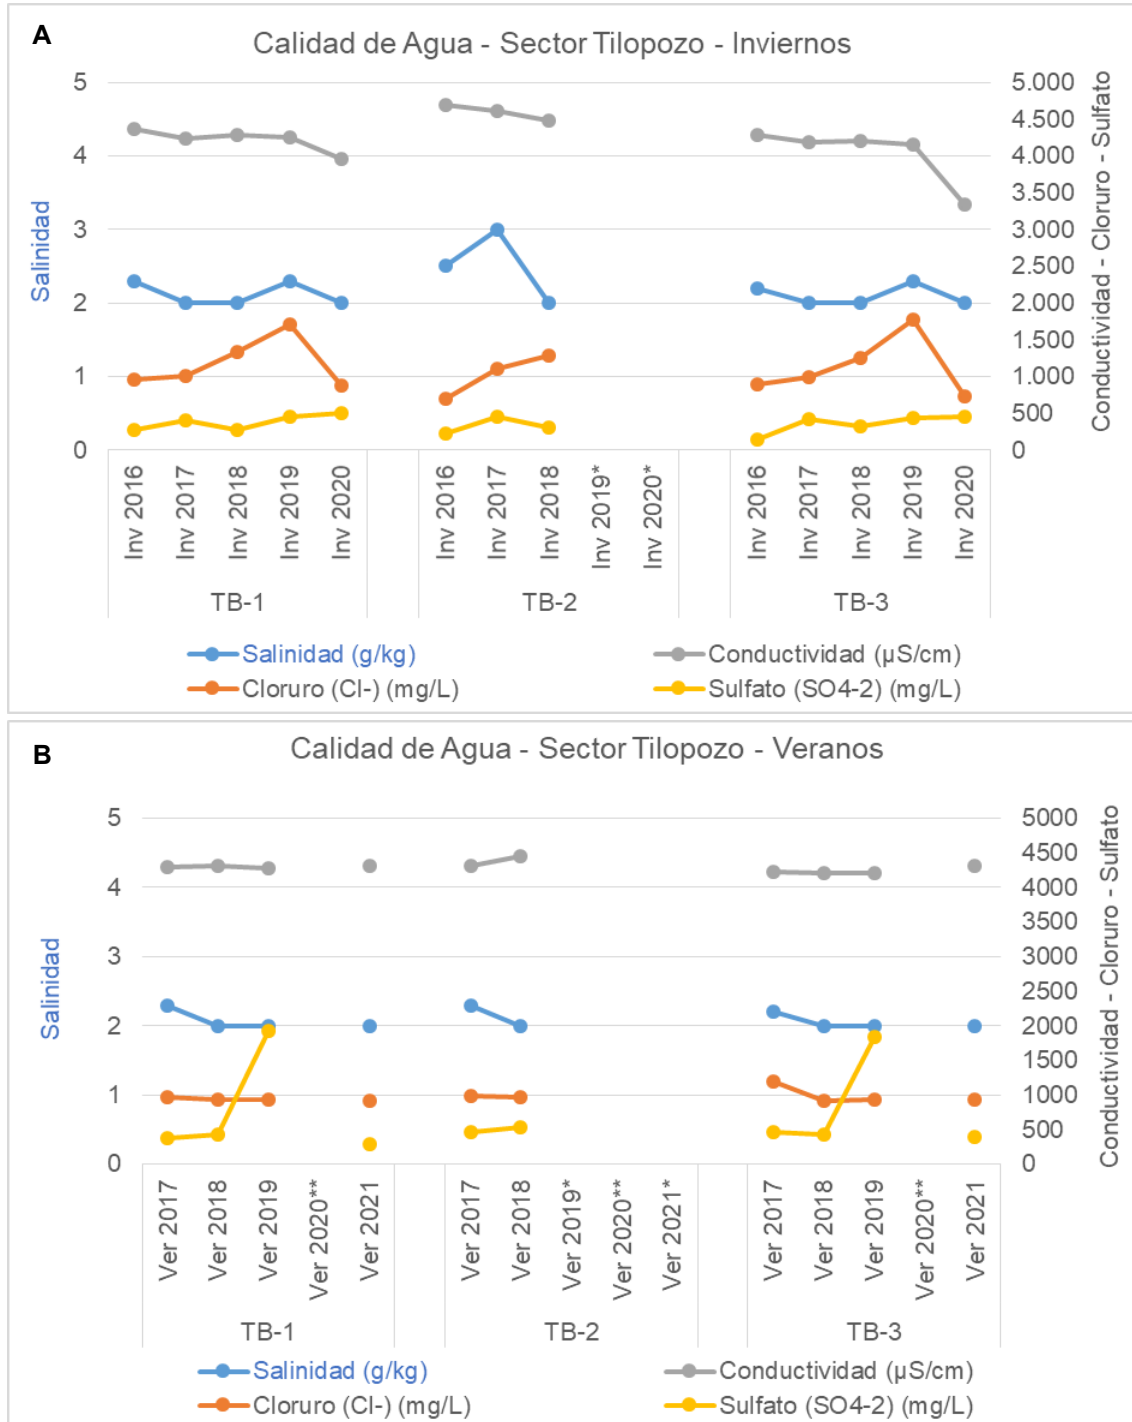 A
Calidad de Agua - Sector Tilopozo - Inviernos
Salinidad
5
4
3
2
1
0
5.000
4.500
4.000
3.500
3.000
2.500
2.000
1.500
1.000
500
0
Conductividad - Cloruro - Sulfato
Inv 2016
Inv 2017
Inv 2018
Inv 2019
Inv 2020
Inv 2016
Inv 2017
Inv 2018
Inv 2019*
Inv 2020*
Inv 2016
Inv 2017
Inv 2018
Inv 2019
Inv 2020
TB-1
TB-2
TB-3
Salinidad (g/kg)
Conductividad (µS/cm)
Cloruro (Cl-) (mg/L)
Sulfato (SO4-2) (mg/L)
B
Calidad de Agua - Sector Tilopozo - Veranos
Salinidad
5
4
3
2
1
0
5000
4500
4000
3500
3000
2500
2000
1500
1000
500
0
Conductividad - Cloruro - Sulfato
Ver 2017
Ver 2018
Ver 2019
Ver 2020**
Ver 2021
Ver 2017
Ver 2018
Ver 2019*
Ver 2020**
Ver 2021*
Ver 2017
Ver 2018
Ver 2019
Ver 2020**
Ver 2021
TB-1
TB-2
TB-3
Salinidad (g/kg)
Conductividad (µS/cm)
Cloruro (Cl-) (mg/L)
Sulfato (SO4-2) (mg/L)